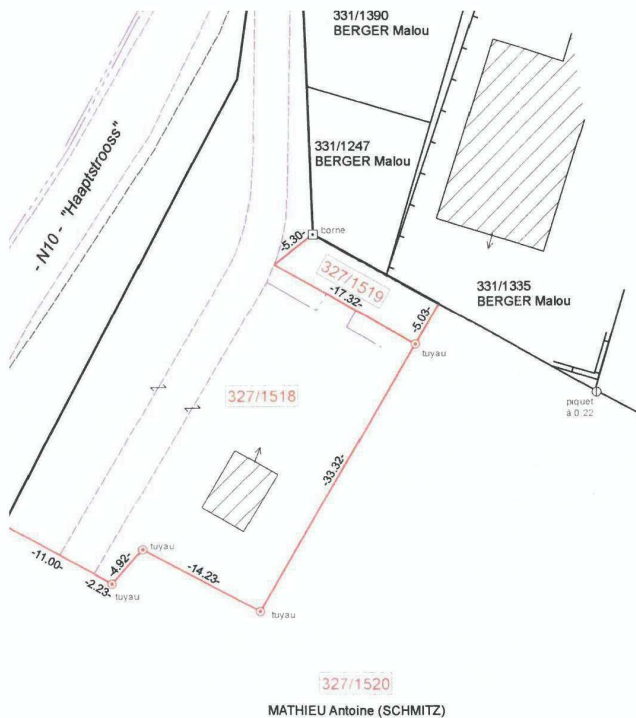 331/1390
BERGER Malou
331/1247
BERGER Malou
- N10 - "Haaptstrooss"
borne
-5.30-
327/1519
-17.32-
331/1335
BERGER Malou
-5.03-
tuyau
327/1518
piquet
à 0.22
-33.32-
-11.00-
-2.23-
-4.92-
tuyau
tuyau
-14.23-
tuyau
327/1520
MATHIEU Antoine (SCHMITZ)